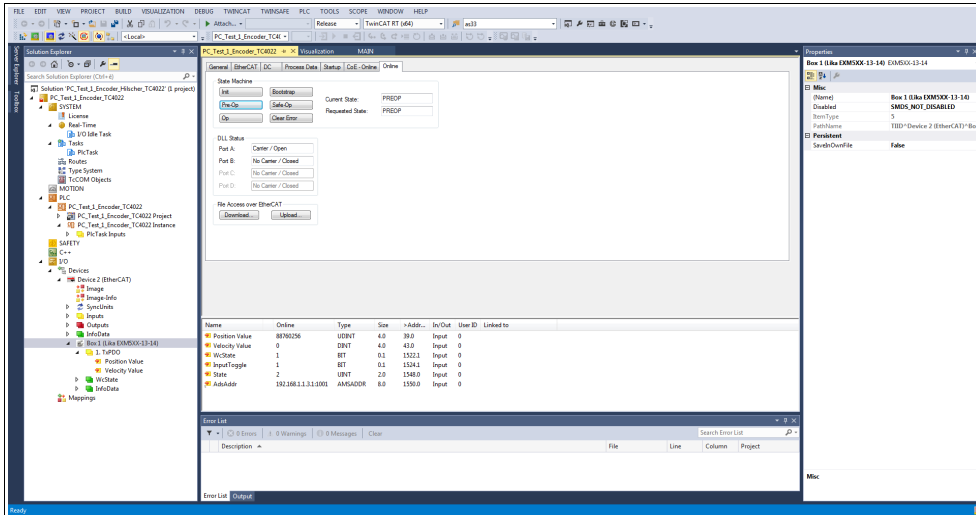 FILE EDIT VIEW PROJECT BUILD VISUALIZATION DEBUG TWINCAT TWINSAFE PLC TOOLS SCOPE WINDOW HELP
Attach... Release TwinCAT RT (x64) as33
<Local> PC_Test_1_Encoder_TC4(
Server Explorer
Toolbox
Solution Explorer
Search Solution Explorer (Ctrl+è)
Solution 'PC_Test_1_Encoder_Hilscher_TC4022' (1 project)
PC_Test_1_Encoder_TC4022
SYSTEM
License
Real-Time
I/O Idle Task
Tasks
PlcTask
Routes
Type System
TcCOM Objects
MOTION
PLC
PC_Test_1_Encoder_TC4022
PC_Test_1_Encoder_TC4022 Project
PC_Test_1_Encoder_TC4022 Instance
PlcTask Inputs
SAFETY
C++
I/O
Devices
Device 2 (EtherCAT)
Image
Image-Info
SyncUnits
Inputs
Outputs
InfoData
Box 1 (Lika EXM5XX-13-14)
1. TxPDO
Position Value
Velocity Value
WcState
InfoData
Mappings
PC_Test_1_Encoder_TC4022 Visualization MAIN
General EtherCAT DC Process Data Startup CoE - Online Online
State Machine
Init Bootstrap
Pre-Op Safe-Op
Op Clear Error
Current State: PREOP
Requested State: PREOP
DLL Status
Port A: Carrier / Open
Port B: No Carrier / Closed
Port C: No Carrier / Closed
Port D: No Carrier / Closed
File Access over EtherCAT
Download... Upload...
Name Online Type Size >Addr... In/Out User ID Linked to
Position Value 88760256 UDINT 4.0 39.0 Input 0
Velocity Value 0 DINT 4.0 43.0 Input 0
WcState 1 BIT 0.1 1522.1 Input 0
InputToggle 1 BIT 0.1 1524.1 Input 0
State 2 UINT 2.0 1548.0 Input 0
AdsAddr 192.168.1.1.3.1:1001 AMSADDR 8.0 1550.0 Input 0
Error List
0 Errors 0 Warnings 0 Messages Clear Search Error List
Description File Line Column Project
Error List Output
Properties
Box 1 (Lika EXM5XX-13-14) EXM5XX-13-14
Misc
(Name) Box 1 (Lika EXM5XX-13-14)
Disabled SMDS_NOT_DISABLED
ItemType 5
PathName TIID^Device 2 (EtherCAT)^Bo
Persistent
SaveInOwnFile False
Misc
Ready